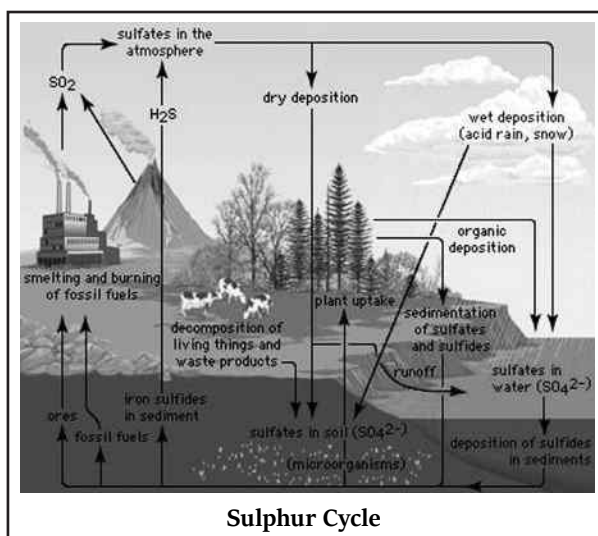 sulfates in the
atmosphere
SO2
H2S
dry deposition
wet deposition
(acid rain, snow)
organic
deposition
smelting and burning
of fossil fuels
plant uptake
sedimentation
of sulfates
and sulfides
decomposition of
living things and
waste products
runoff
sulfates in
water (SO4²⁻)
ores
fossil fuels
iron sulfides
in sediment
sulfates in soil (SO4²⁻)
(microorganisms)
deposition of sulfides
in sediments
Sulphur Cycle